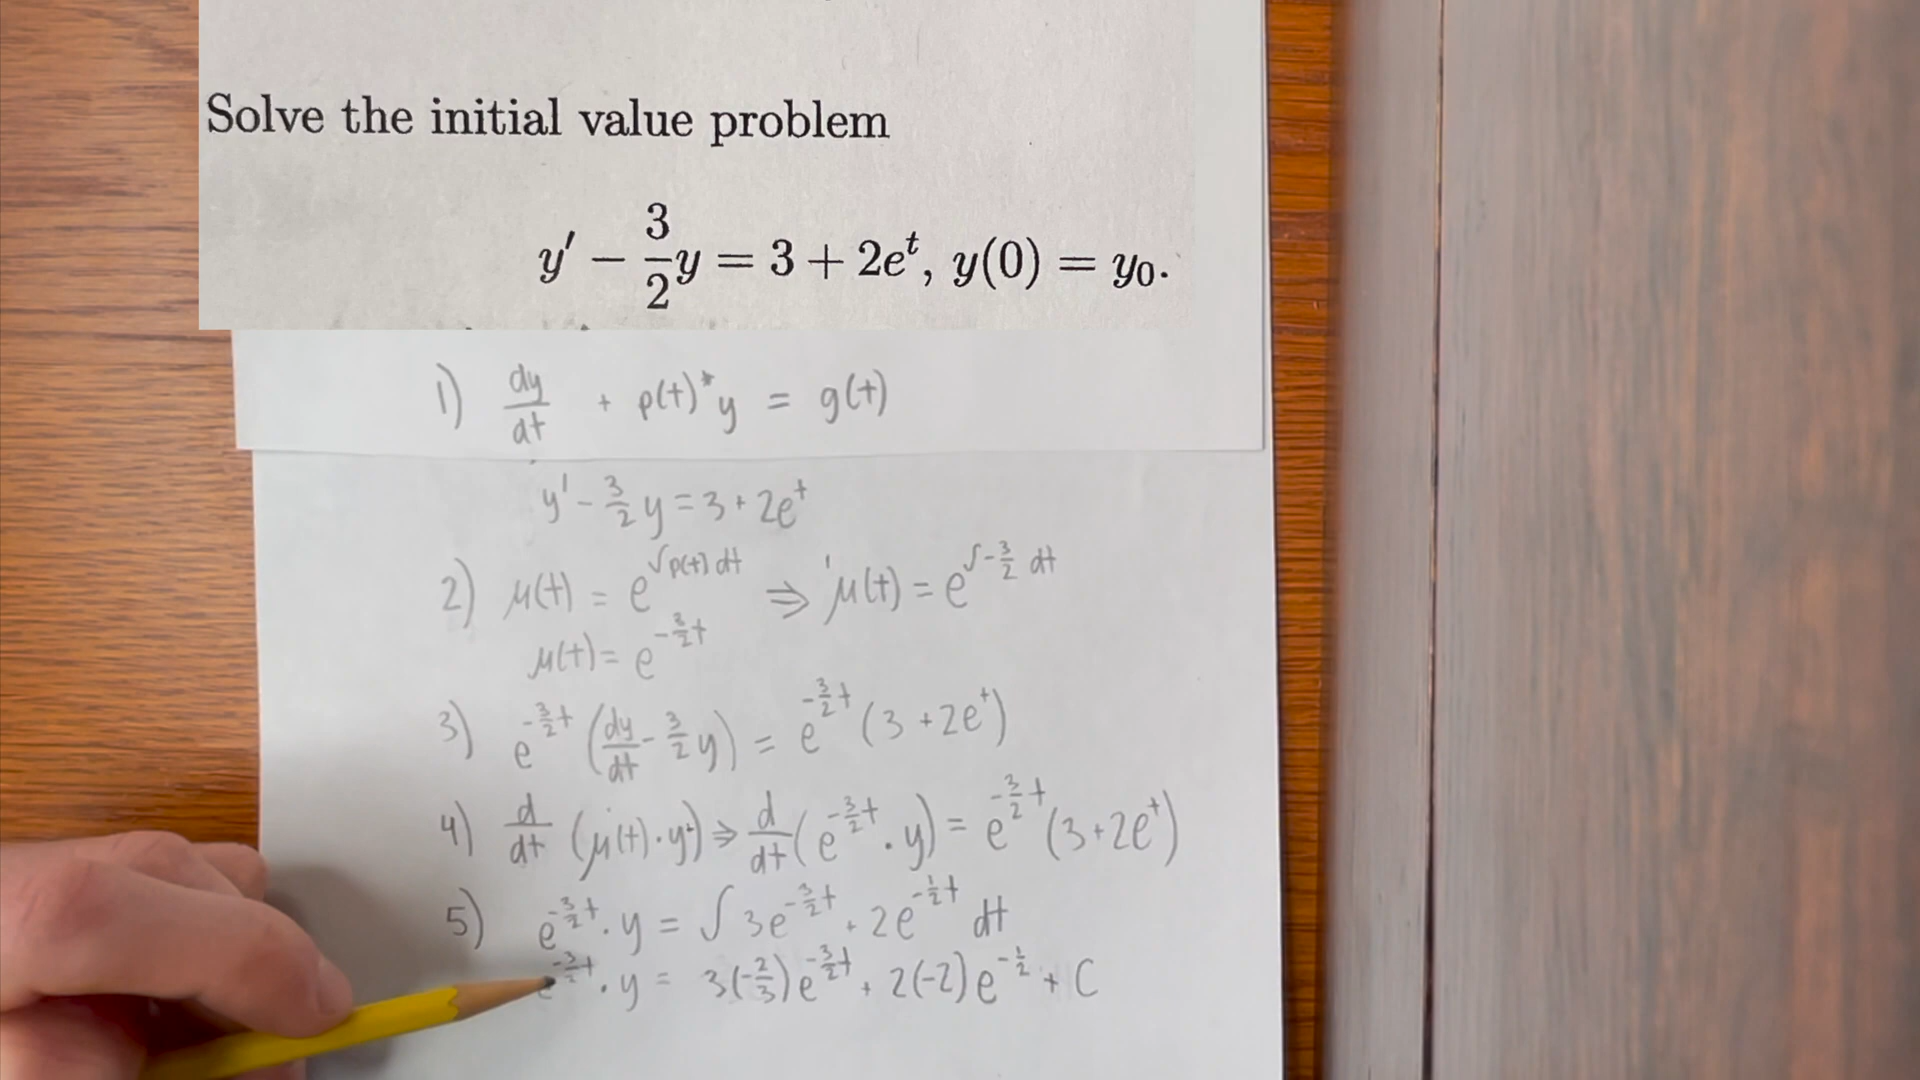 Solve the initial value problem
y′ − 3/2 y = 3 + 2e^t, y(0) = y₀.
1) dy/dt + p(t)*y = g(t)
y' - 3/2 y = 3 + 2e^t
2) μ(t) = e^{∫p(t) dt} ⇒ μ(t) = e^{∫-3/2 dt}
μ(t) = e^{-3/2 t}
3) e^{-3/2 t} (dy/dt - 3/2 y) = e^{-3/2 t} (3 + 2e^t)
4) d/dt (μ(t)·y) ⇒ d/dt (e^{-3/2 t} · y) = e^{-3/2 t} (3 + 2e^t)
5) e^{-3/2 t} · y = ∫ 3e^{-3/2 t} + 2e^{-1/2 t} dt
e^{-3/2 t} · y = 3(-2/3)e^{-3/2 t} + 2(-2)e^{-1/2} + C